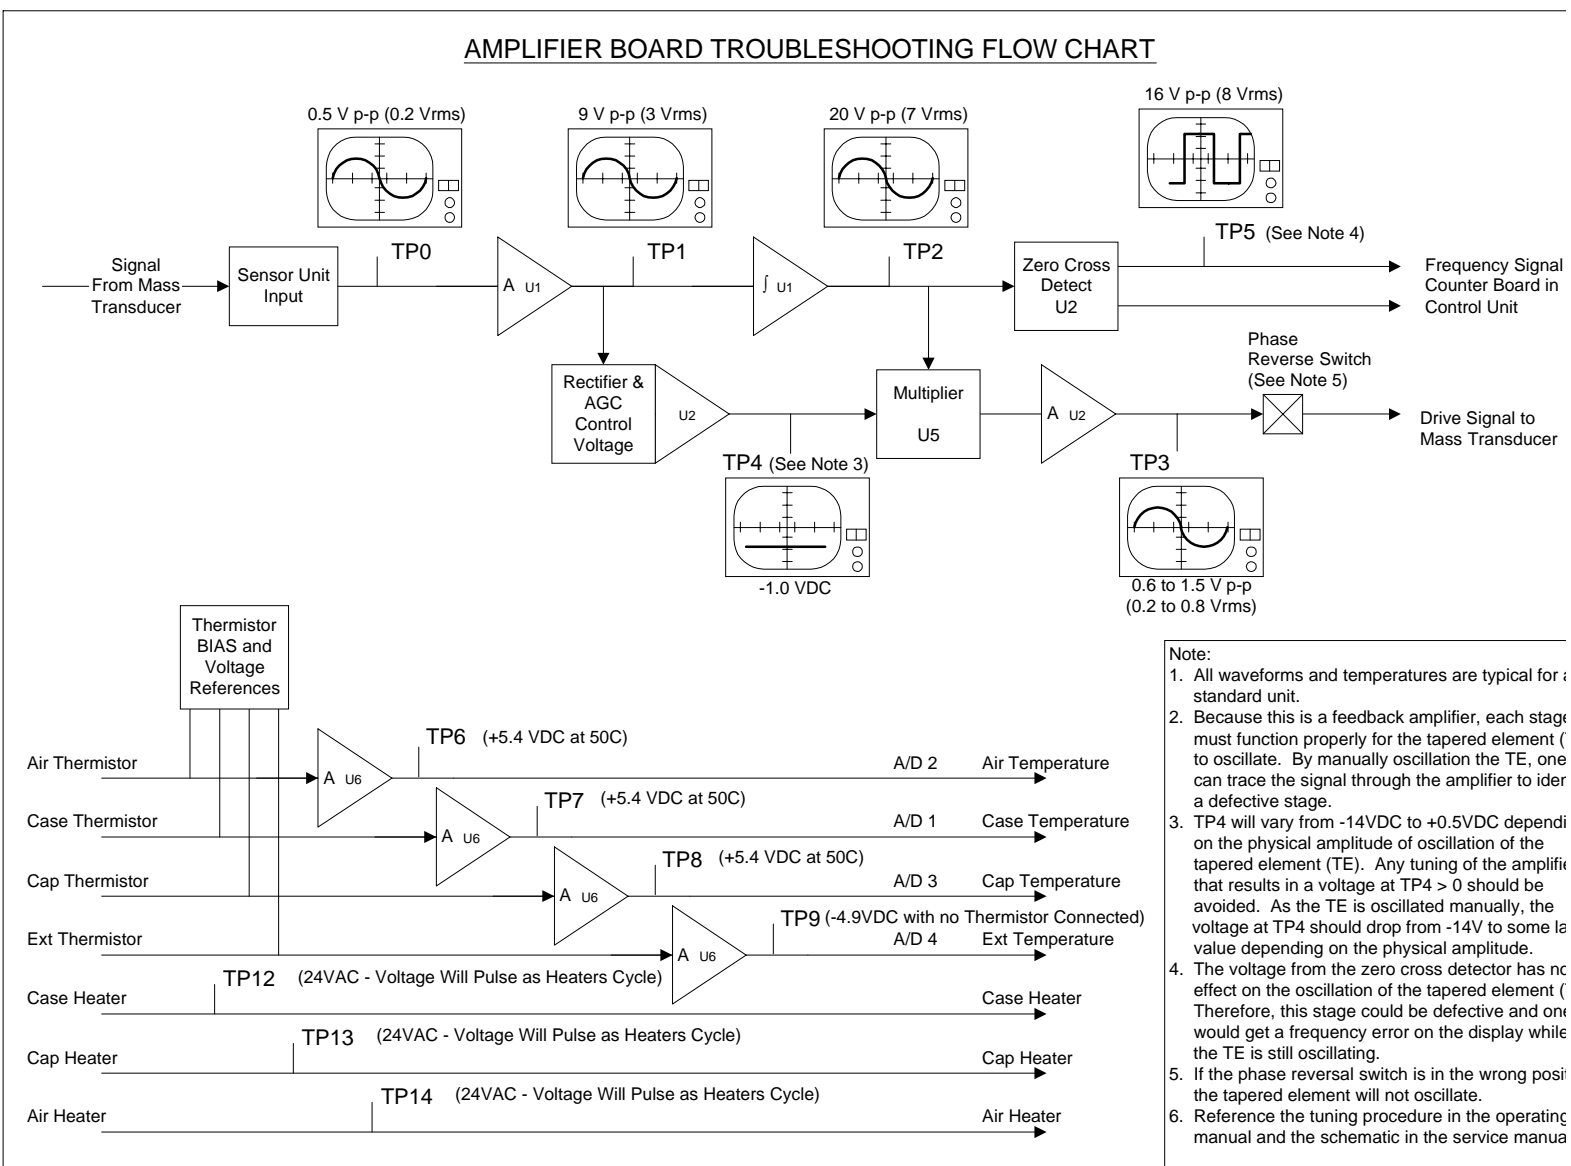 AMPLIFIER BOARD TROUBLESHOOTING FLOW CHART
0.5 V p-p (0.2 Vrms)
9 V p-p (3 Vrms)
20 V p-p (7 Vrms)
16 V p-p (8 Vrms)
Signal
From Mass
Transducer
Sensor Unit
Input
TP0
A U1
TP1
∫ U1
TP2
Zero Cross
Detect
U2
TP5 (See Note 4)
Frequency Signal
Counter Board in
Control Unit
Rectifier &
AGC
Control
Voltage
U2
TP4 (See Note 3)
-1.0 VDC
Multiplier
U5
A U2
TP3
0.6 to 1.5 V p-p
(0.2 to 0.8 Vrms)
Phase
Reverse Switch
(See Note 5)
Drive Signal to
Mass Transducer
Thermistor
BIAS and
Voltage
References
Air Thermistor
A U6
TP6 (+5.4 VDC at 50C)
A/D 2
Air Temperature
Case Thermistor
A U6
TP7 (+5.4 VDC at 50C)
A/D 1
Case Temperature
Cap Thermistor
A U6
TP8 (+5.4 VDC at 50C)
A/D 3
Cap Temperature
Ext Thermistor
A U6
TP9 (-4.9VDC with no Thermistor Connected)
A/D 4
Ext Temperature
Case Heater
TP12 (24VAC - Voltage Will Pulse as Heaters Cycle)
Case Heater
Cap Heater
TP13 (24VAC - Voltage Will Pulse as Heaters Cycle)
Cap Heater
Air Heater
TP14 (24VAC - Voltage Will Pulse as Heaters Cycle)
Air Heater
Note:
1. All waveforms and temperatures are typical for
standard unit.
2. Because this is a feedback amplifier, each stage
must function properly for the tapered element
to oscillate. By manually oscillation the TE, one
can trace the signal through the amplifier to
a defective stage.
3. TP4 will vary from -14VDC to +0.5VDC
on the physical amplitude of oscillation of the
tapered element (TE). Any tuning of the
that results in a voltage at TP4 > 0 should be
avoided. As the TE is oscillated manually, the
voltage at TP4 should drop from -14V to some
value depending on the physical amplitude.
4. The voltage from the zero cross detector has
effect on the oscillation of the tapered element
Therefore, this stage could be defective and one
would get a frequency error on the display while
the TE is still oscillating.
5. If the phase reversal switch is in the wrong
the tapered element will not oscillate.
6. Reference the tuning procedure in the operating
manual and the schematic in the service